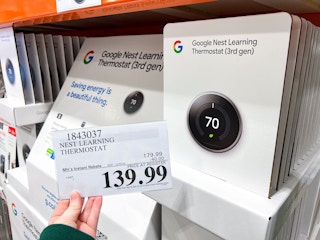 Google Nest Learning
Thermostat (3rd gen)
Saving energy is
a beautiful thing.
70
Google Nest Learning
Thermostat (3rd gen)
70
1843037
NEST LEARNING
THERMOSTAT
179.99
139.99